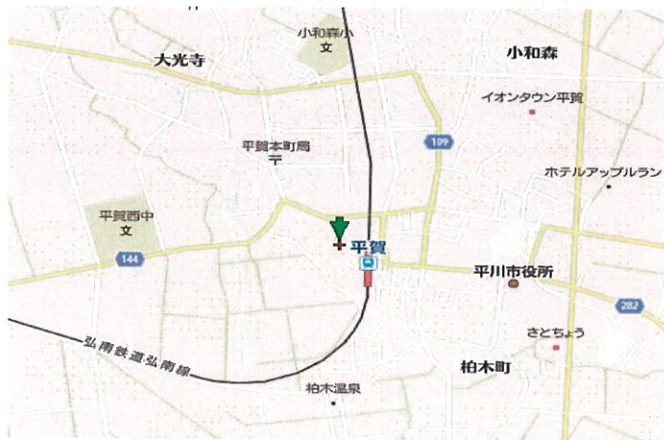 小和森小
文
大光寺
小和森
イオンタウン平賀
109
平賀本町局
ホテルアップルラン
平賀西中
文
平賀
144
平川市役所
282
さとちょう
弘南鉄道弘南線
柏木町
柏木温泉